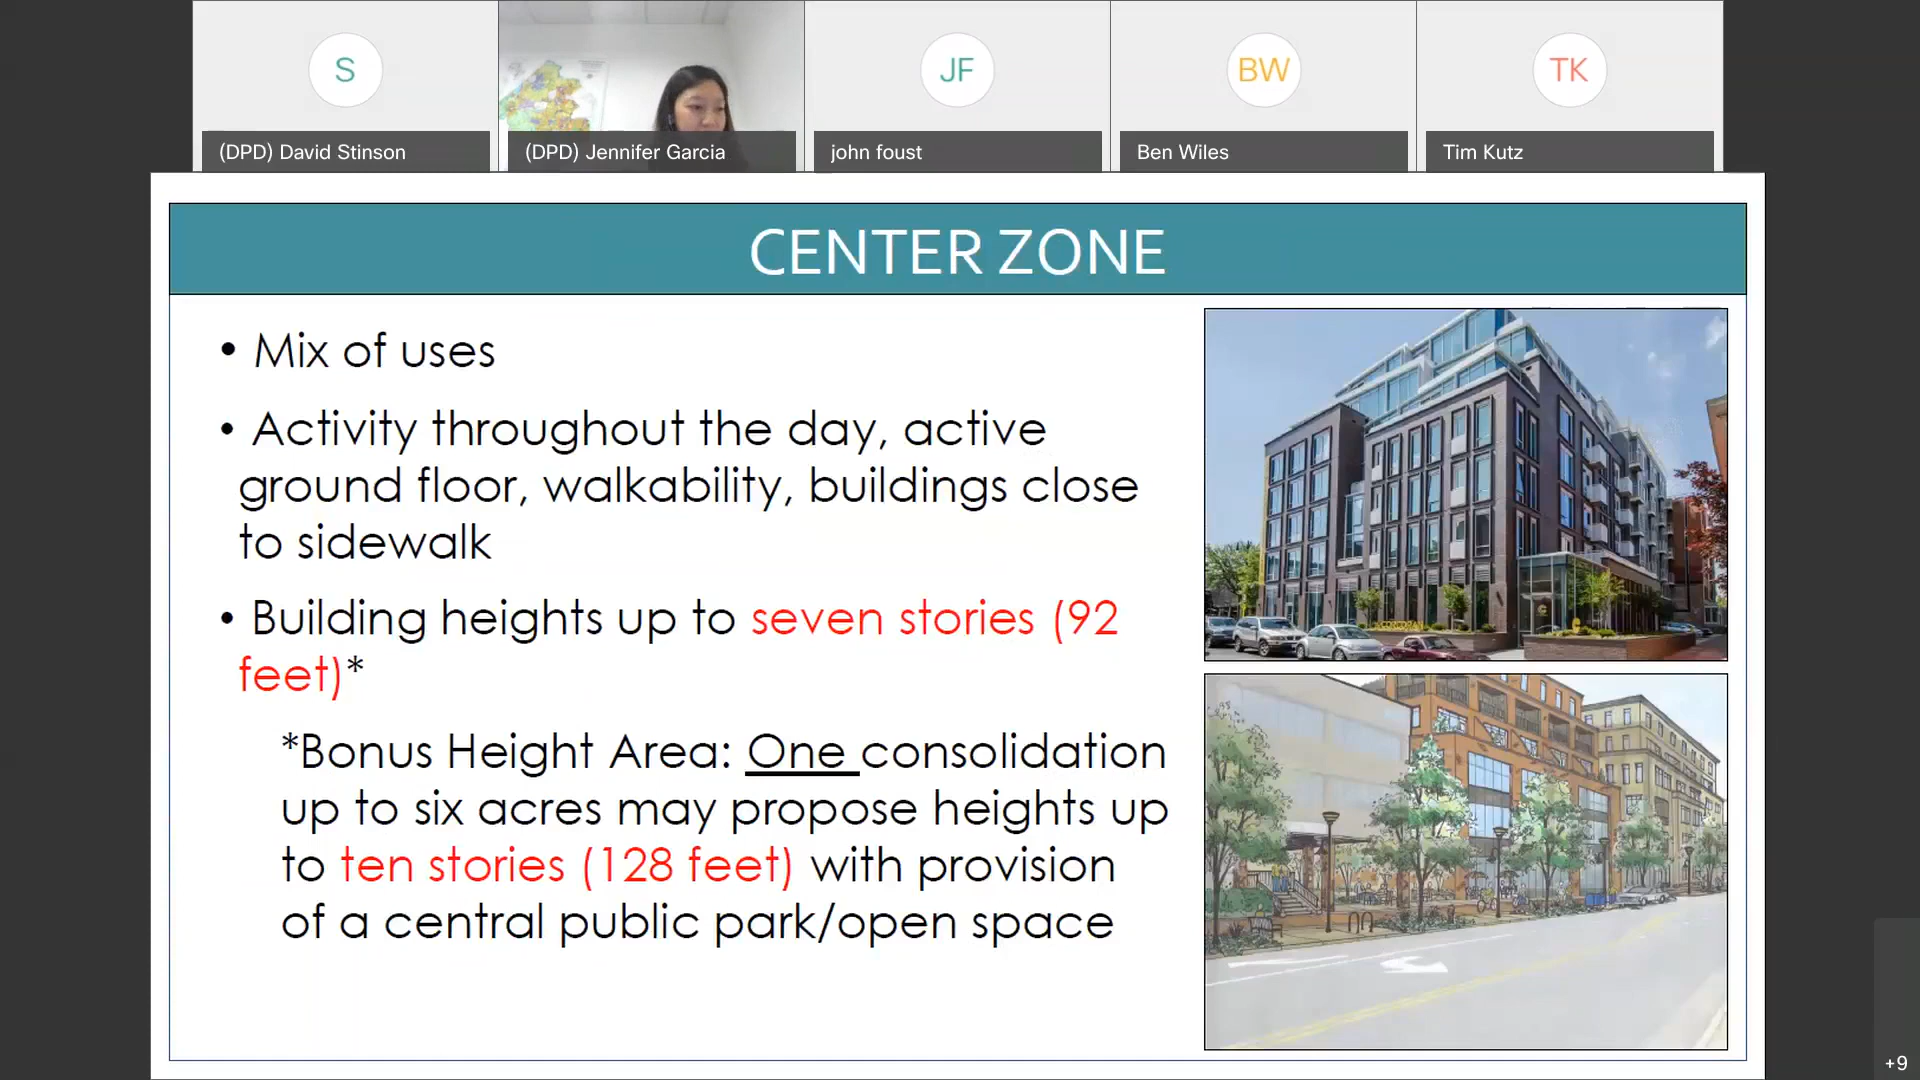 S
JF
BW
TK
(DPD) David Stinson
(DPD) Jennifer Garcia
john foust
Ben Wiles
Tim Kutz
CENTER ZONE
• Mix of uses
• Activity throughout the day, active
ground floor, walkability, buildings close
to sidewalk
• Building heights up to seven stories (92
feet)*
*Bonus Height Area: One consolidation
up to six acres may propose heights up
to ten stories (128 feet) with provision
of a central public park/open space
+9